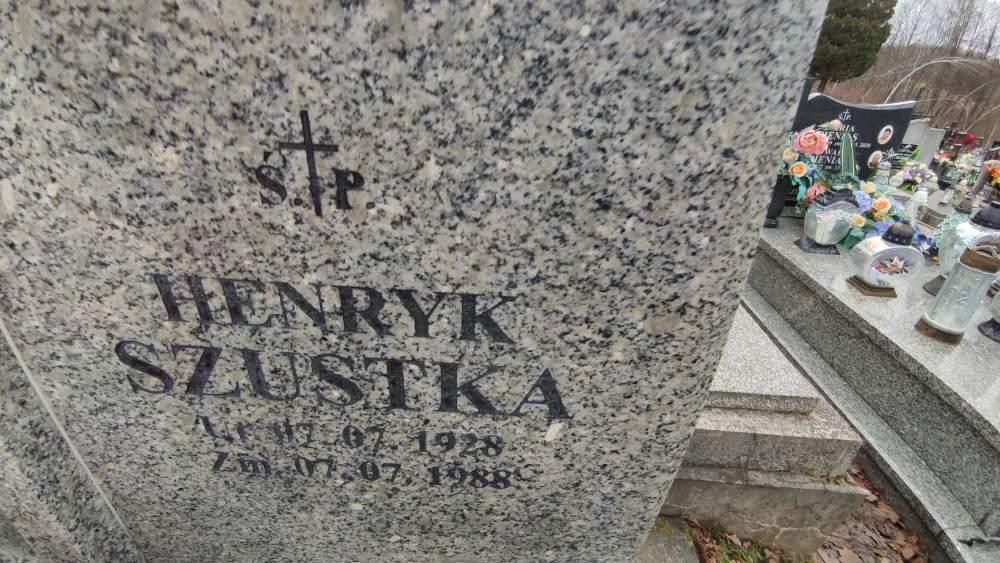 Ś. P.
HENRYK
SZUSTKA
Ur. 07. 07. 1928
Zm. 07. 07. 1988